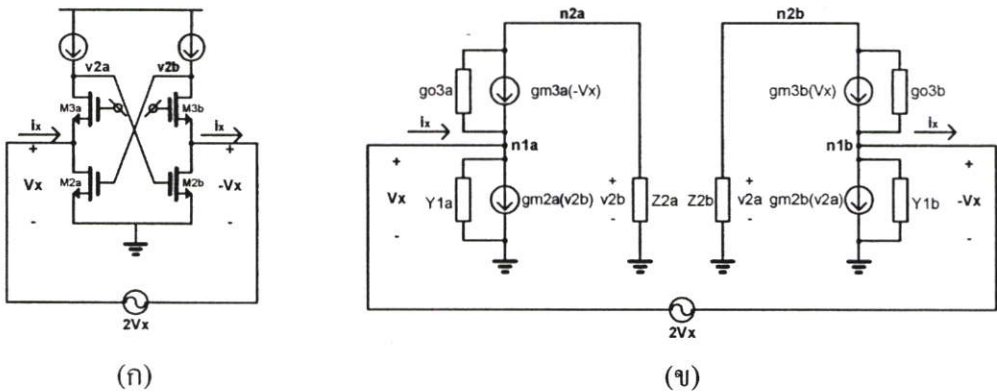 v2a
v2b
M3a
M3b
ix
ix
+
+
Vx
-Vx
M2a
M2b
-
-
2Vx
(ก)
n2a
n2b
go3a
gm3a(-Vx)
gm3b(Vx)
go3b
ix
ix
n1a
n1b
+
+
+
+
Vx
Y1a
gm2a(v2b)
v2b
Z2a
Z2b
v2a
gm2b(v2a)
Y1b
-Vx
-
-
-
-
2Vx
(ข)